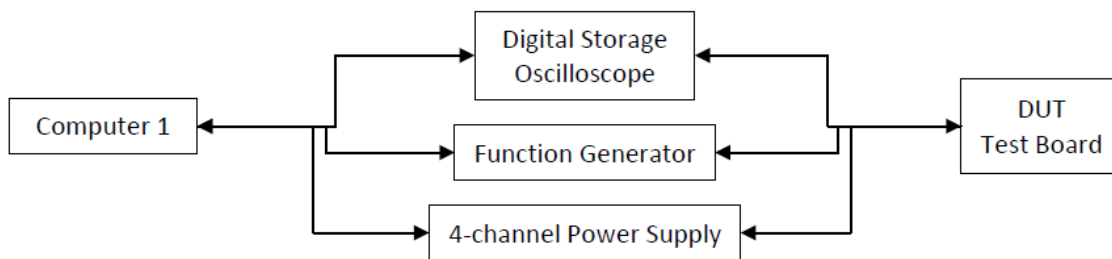 Digital Storage
Oscilloscope
Computer 1
DUT
Test Board
Function Generator
4-channel Power Supply